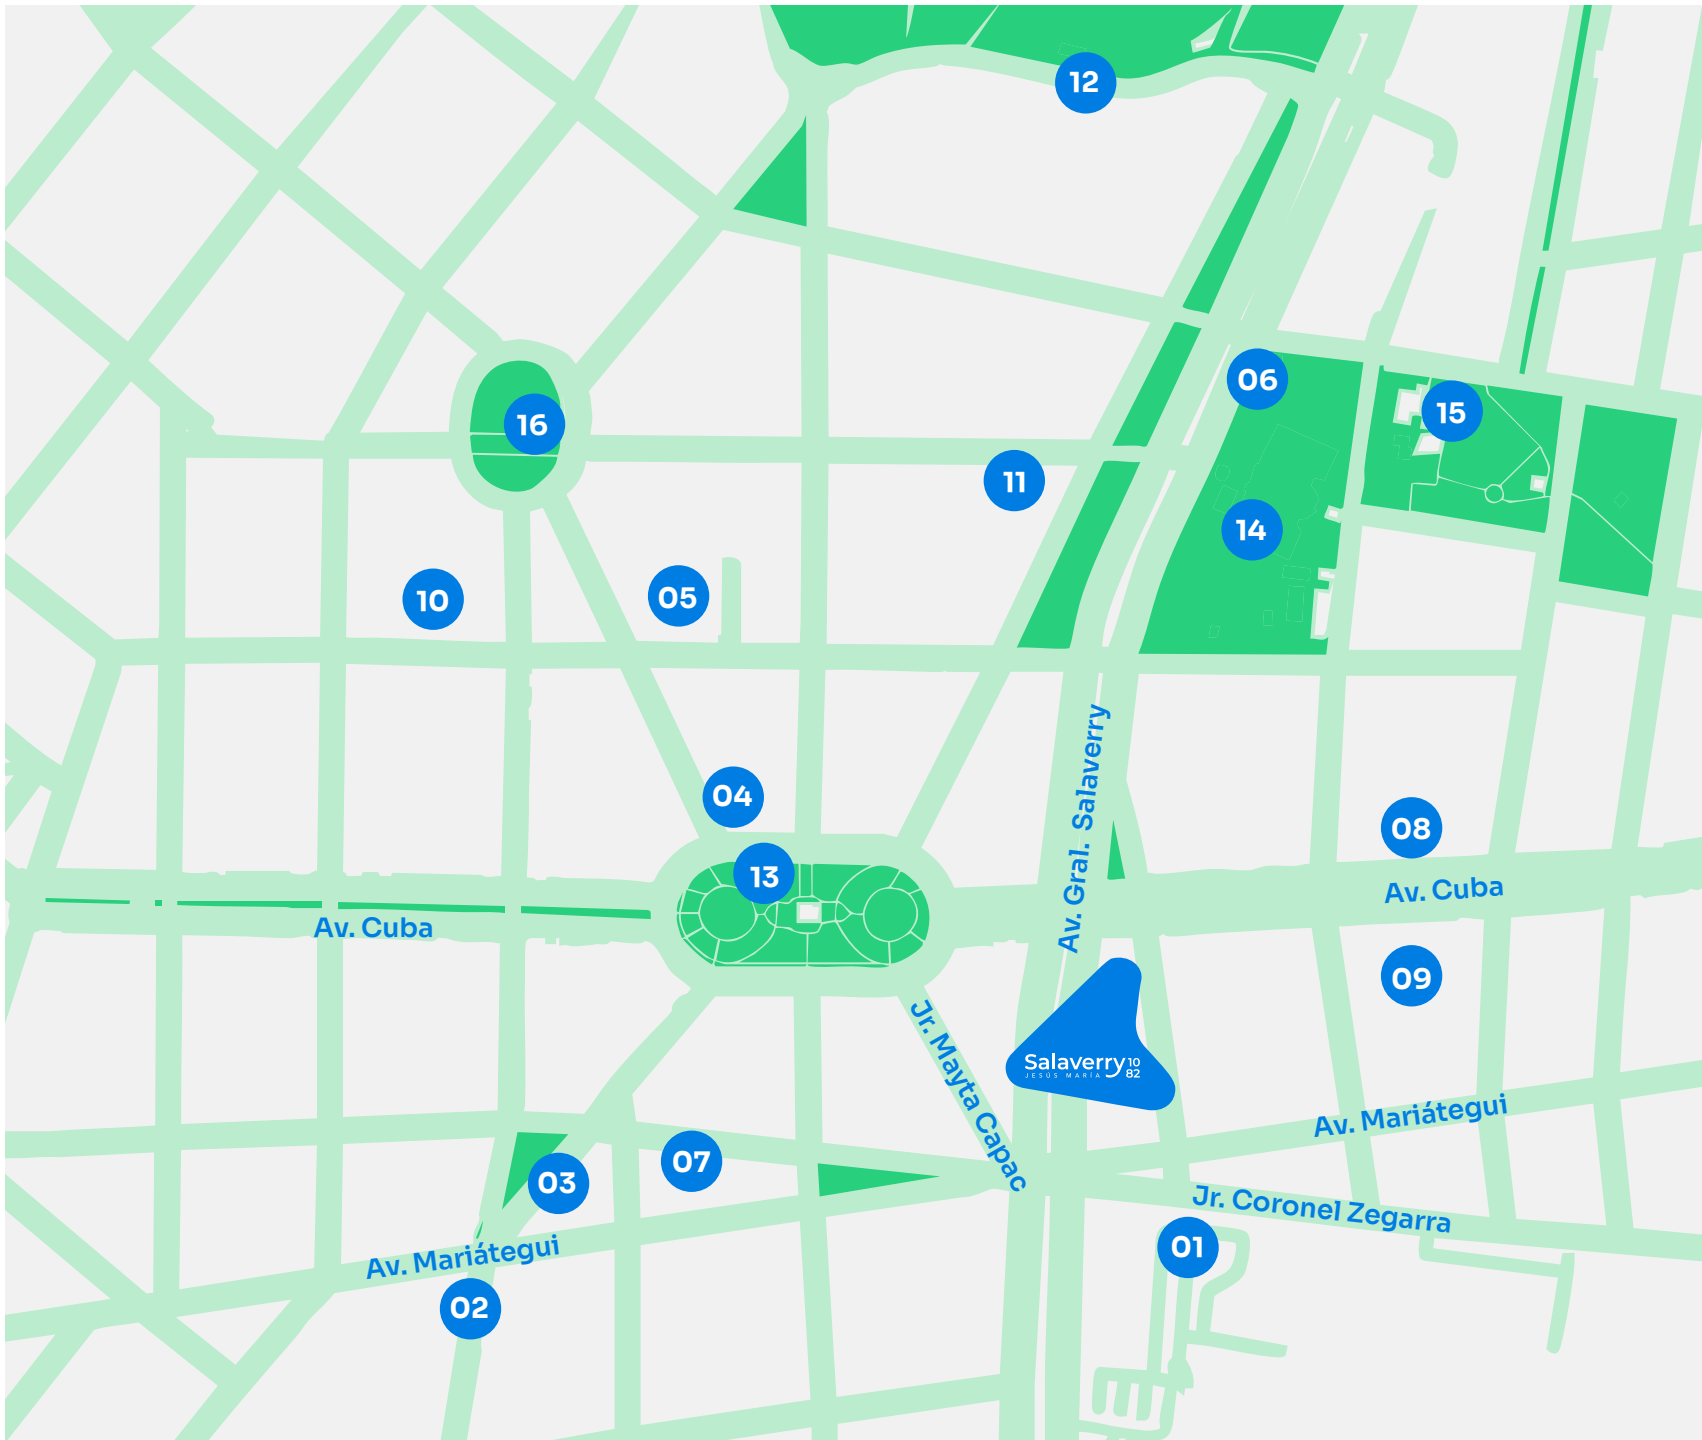 12
06
15
16
11
14
10
05
Av. Gral. Salaverry
04
08
13
Av. Cuba
Av. Cuba
09
Jr. Mayta Capac
Salaverry 10
JESÚS MARÍA 82
Av. Mariátegui
07
03
Jr. Coronel Zegarra
Av. Mariátegui
01
02